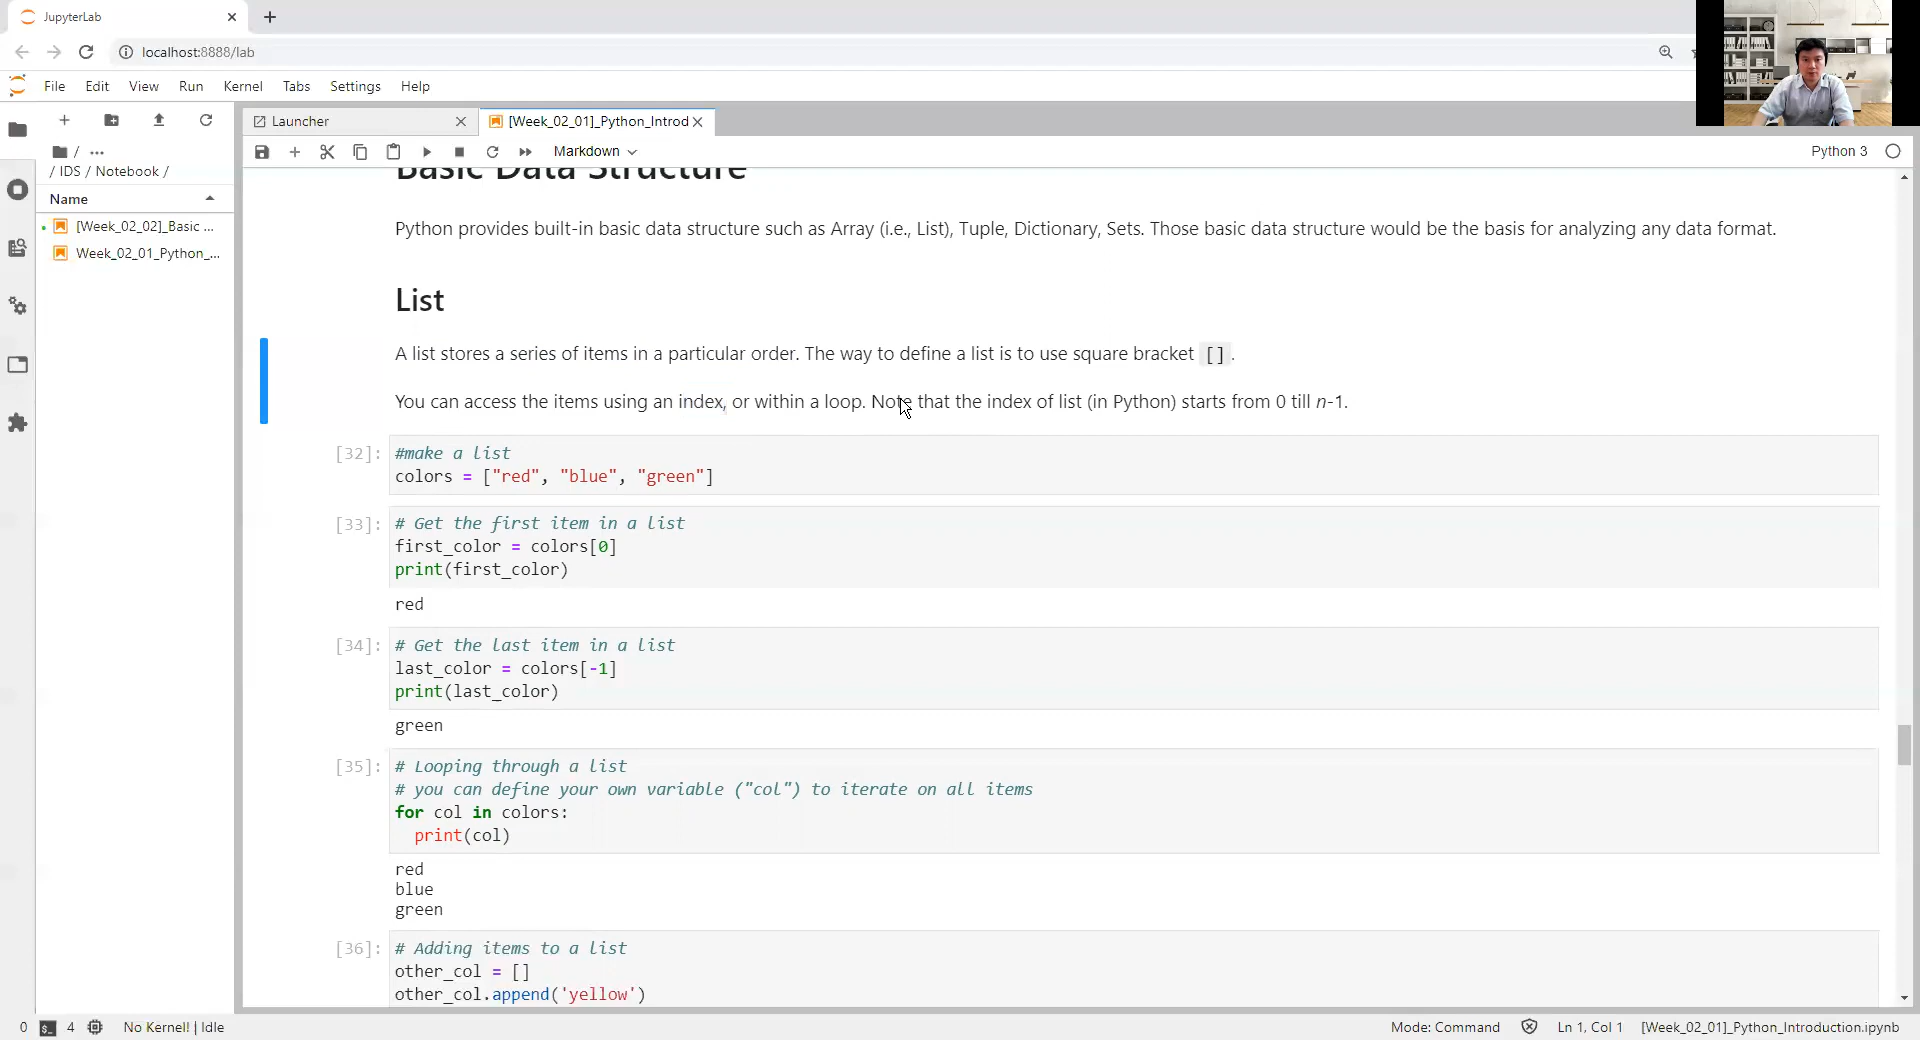 JupyterLab
localhost:8888/lab
File Edit View Run Kernel Tabs Settings Help
Launcher
[Week_02_01]_Python_Introd
/ …
/ IDS / Notebook /
Markdown
Python 3
Name
[Week_02_02]_Basic ...
Week_02_01_Python_...
Basic Data Structure
Python provides built-in basic data structure such as Array (i.e., List), Tuple, Dictionary, Sets. Those basic data structure would be the basis for analyzing any data format.
List
A list stores a series of items in a particular order. The way to define a list is to use square bracket [] .
You can access the items using an index, or within a loop. Note that the index of list (in Python) starts from 0 till n-1.
[32]: #make a list
colors = ["red", "blue", "green"]
[33]: # Get the first item in a list
first_color = colors[0]
print(first_color)
red
[34]: # Get the last item in a list
last_color = colors[-1]
print(last_color)
green
[35]: # Looping through a list
# you can define your own variable ("col") to iterate on all items
for col in colors:
  print(col)
red
blue
green
[36]: # Adding items to a list
other_col = []
other_col.append('yellow')
0 $_ 4 No Kernel! | Idle
Mode: Command Ln 1, Col 1 [Week_02_01]_Python_Introduction.ipynb